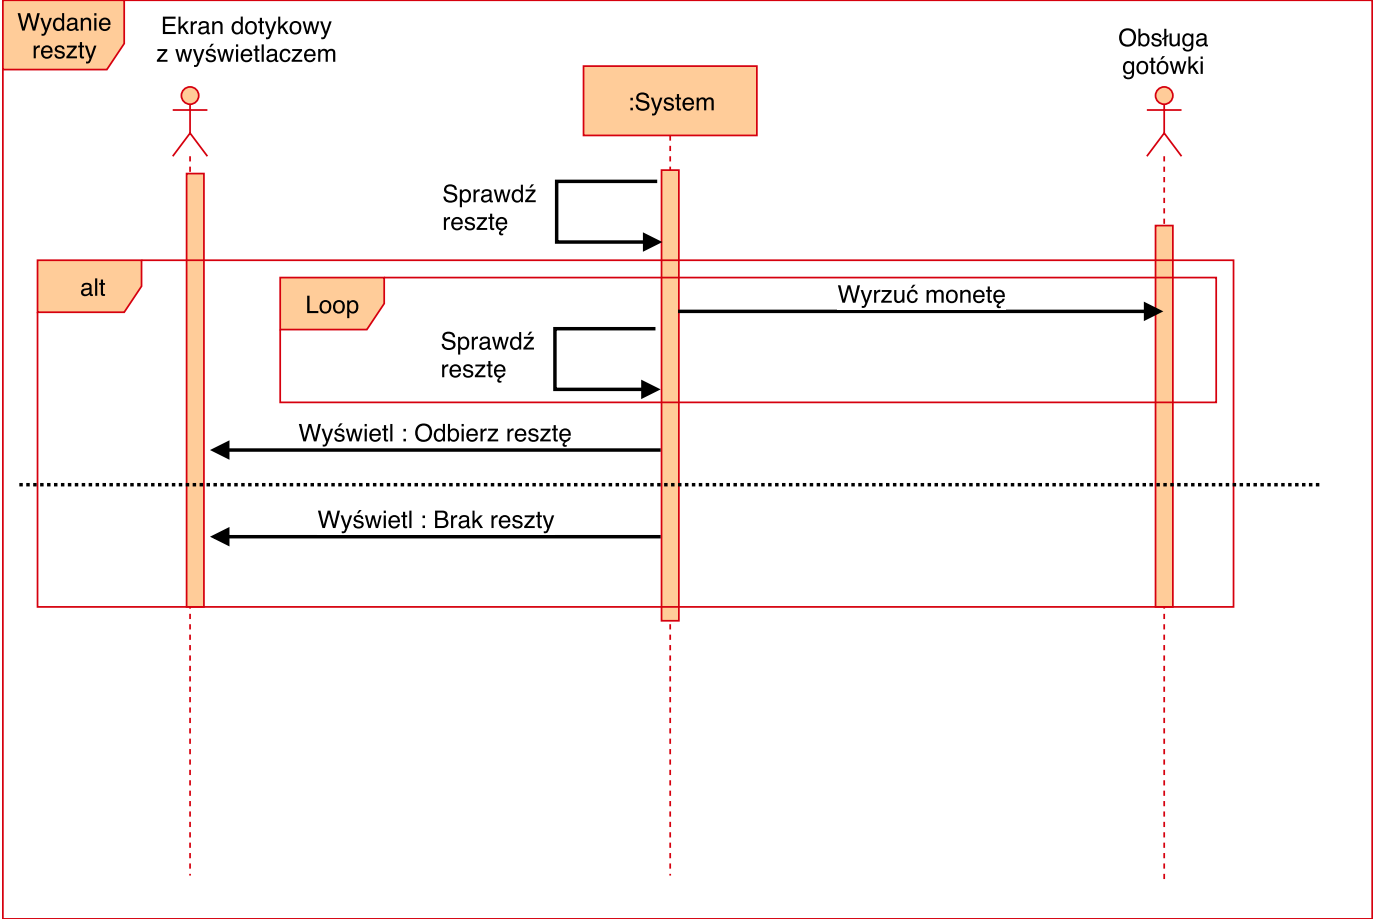 Wydanie
reszty
Ekran dotykowy
z wyświetlaczem
Obsługa
gotówki
:System
Sprawdź
resztę
alt
Loop
Wyrzuć monetę
Sprawdź
resztę
Wyświetl : Odbierz resztę
Wyświetl : Brak reszty